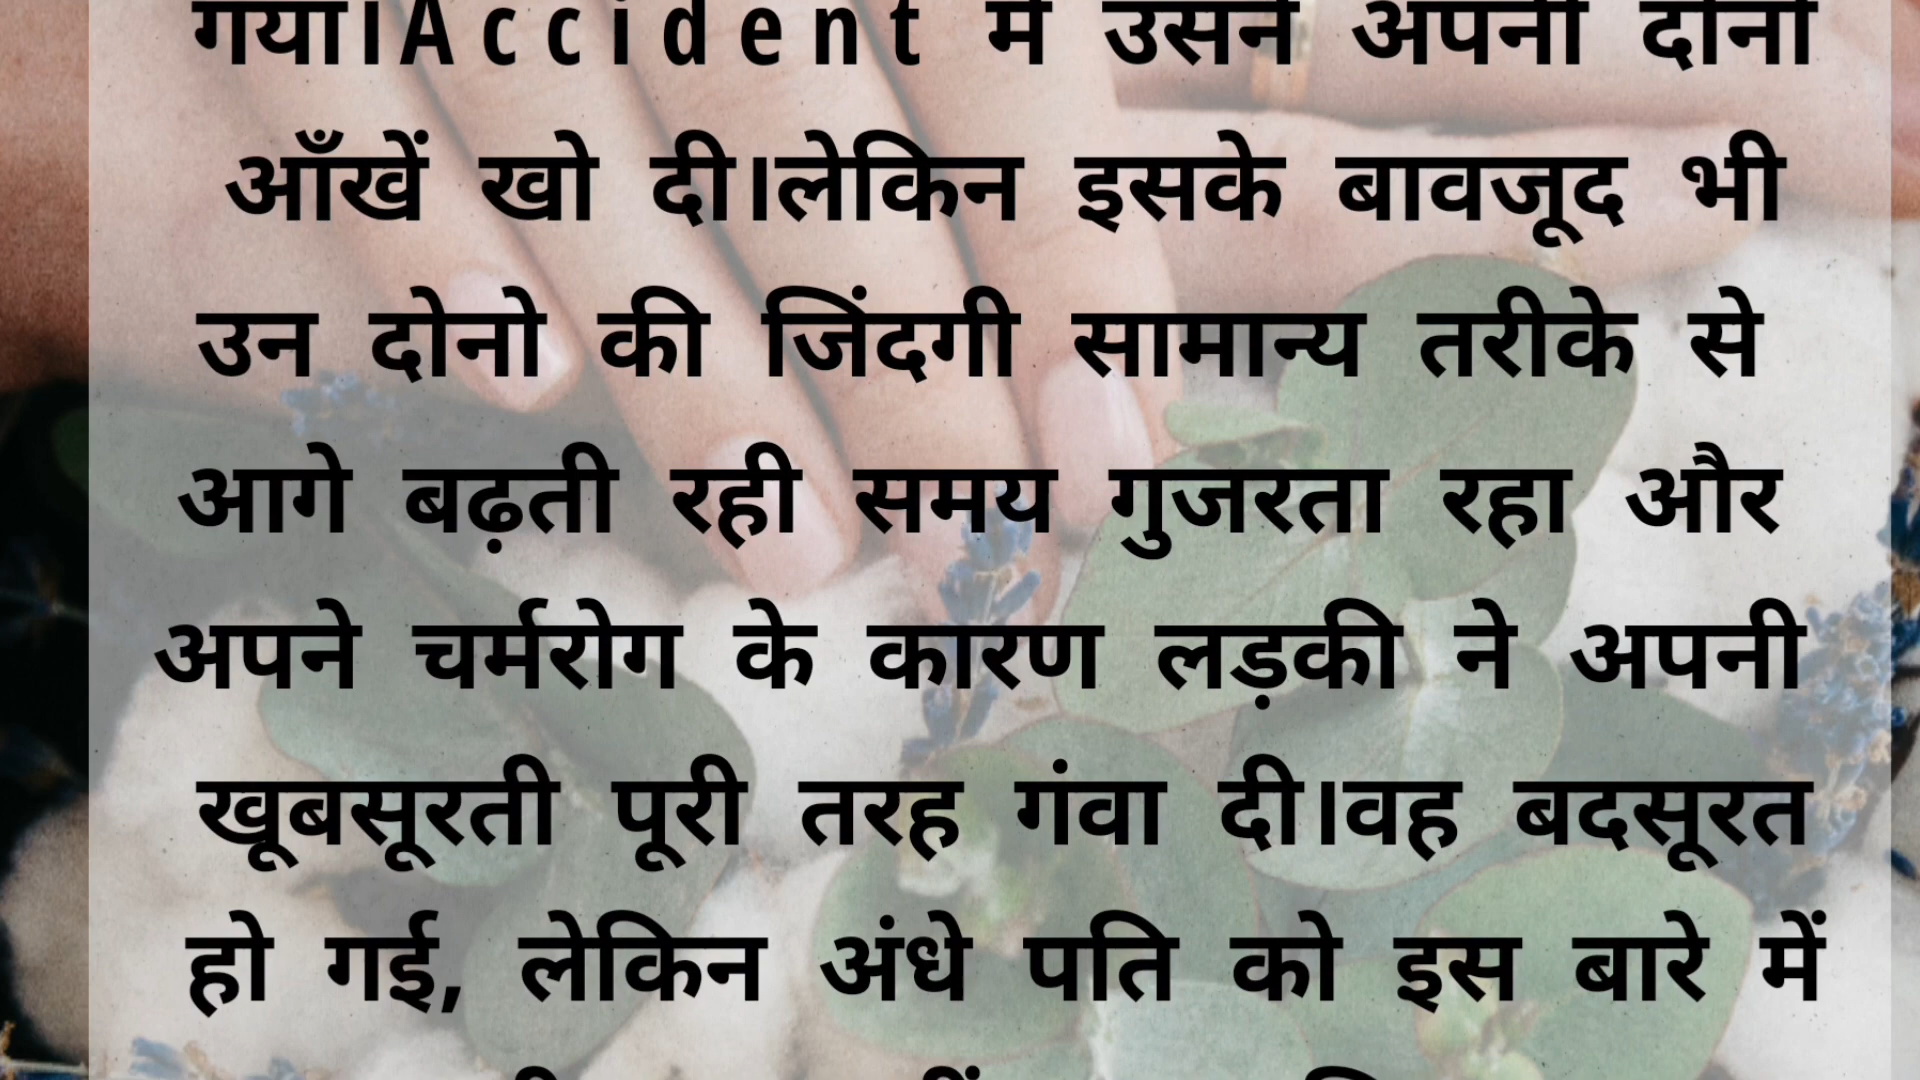 गया।Accident में उसने अपनी दोनों
आँखें खो दी।लेकिन इसके बावजूद भी
उन दोनो की जिंदगी सामान्य तरीके से
आगे बढ़ती रही समय गुजरता रहा और
अपने चर्मरोग के कारण लड़की ने अपनी
खूबसूरती पूरी तरह गंवा दी।वह बदसूरत
हो गई, लेकिन अंधे पति को इस बारे में